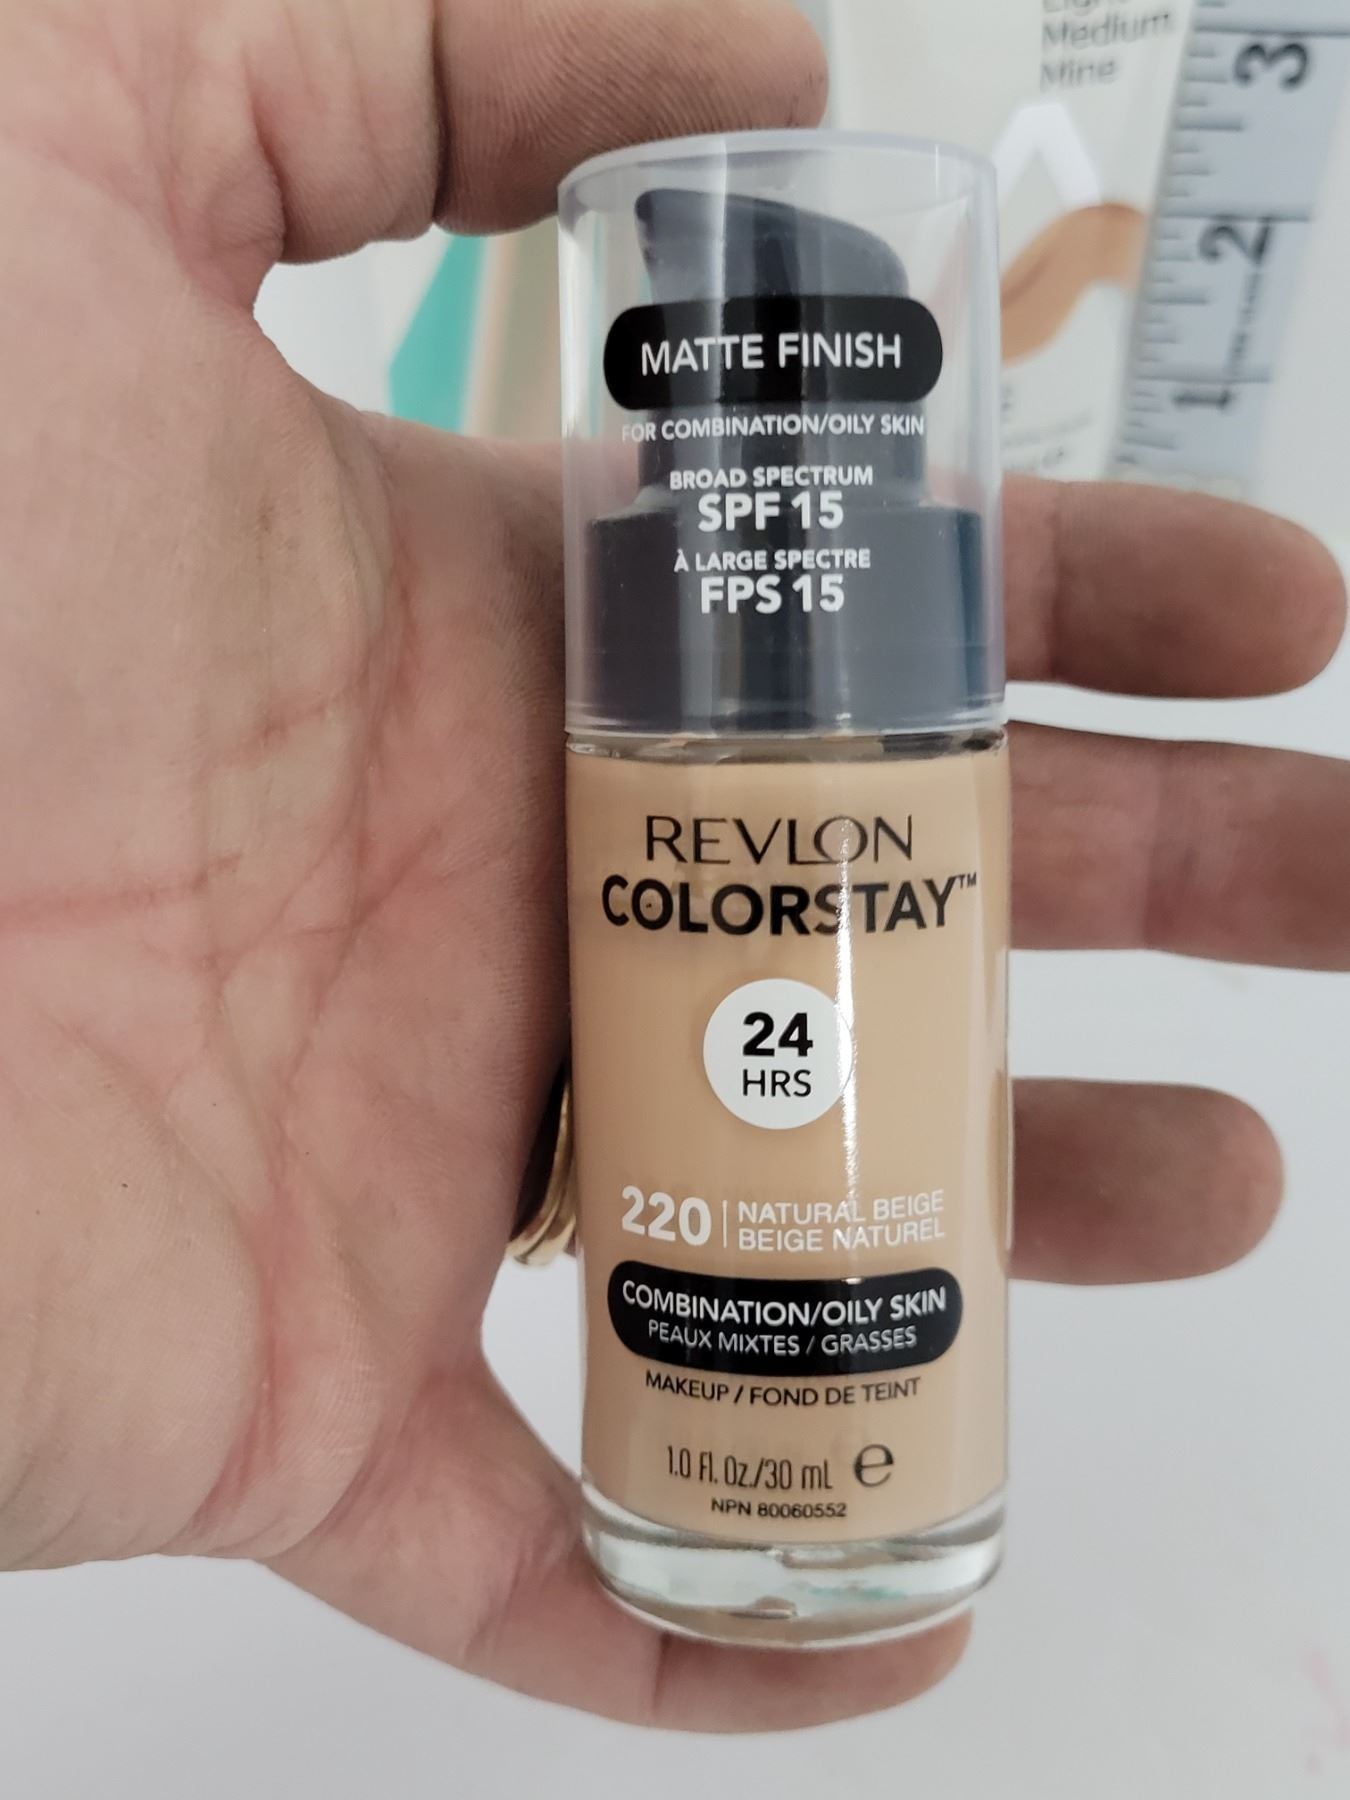 Medium
Mine
3
2
1
MATTE FINISH
FOR COMBINATION/OILY SKIN
BROAD SPECTRUM
SPF 15
À LARGE SPECTRE
FPS 15
REVLON
COLORSTAY™
24
HRS
220 | NATURAL BEIGE
BEIGE NATUREL
COMBINATION/OILY SKIN
PEAUX MIXTES / GRASSES
MAKEUP / FOND DE TEINT
1.0 Fl. Oz./30 mL ℮
NPN 80060552